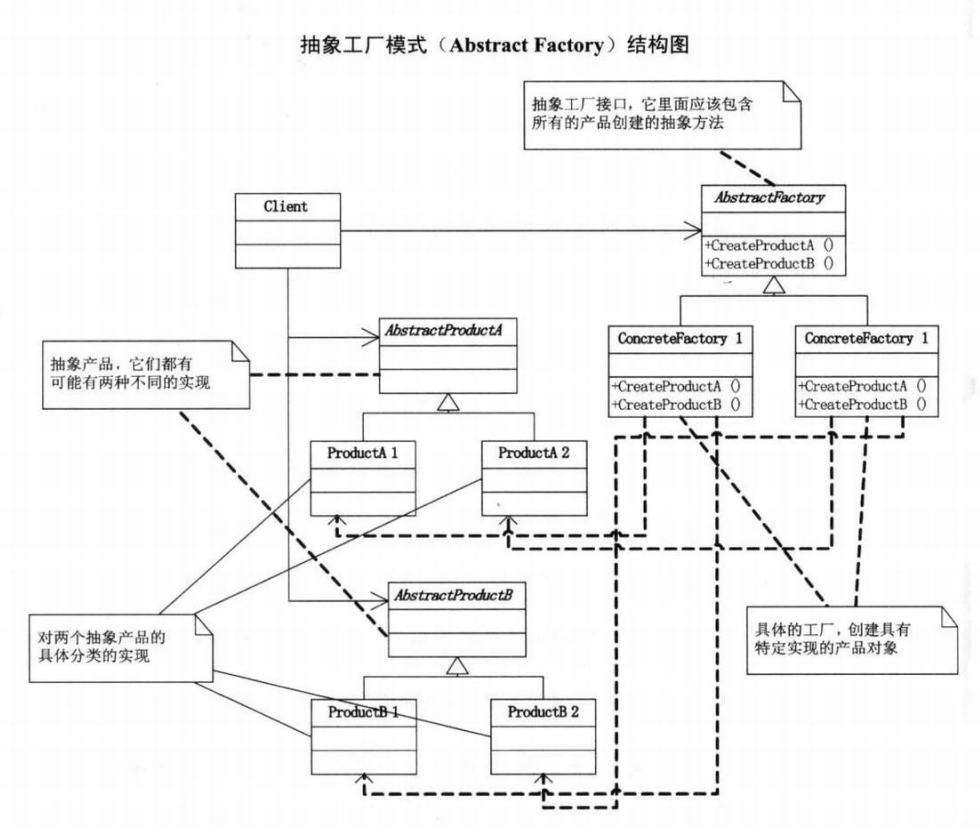 抽象工厂模式（Abstract Factory）结构图
抽象工厂接口，它里面应该包含
所有的产品创建的抽象方法
AbstractFactory
+CreateProductA ()
+CreateProductB ()
Client
AbstractProductA
ConcreteFactory 1
+CreateProductA ()
+CreateProductB ()
ConcreteFactory 1
+CreateProductA ()
+CreateProductB ()
抽象产品，它们都有
可能有两种不同的实现
ProductA 1
ProductA 2
AbstractProductB
对两个抽象产品的
具体分类的实现
具体的工厂，创建具有
特定实现的产品对象
ProductB 1
ProductB 2